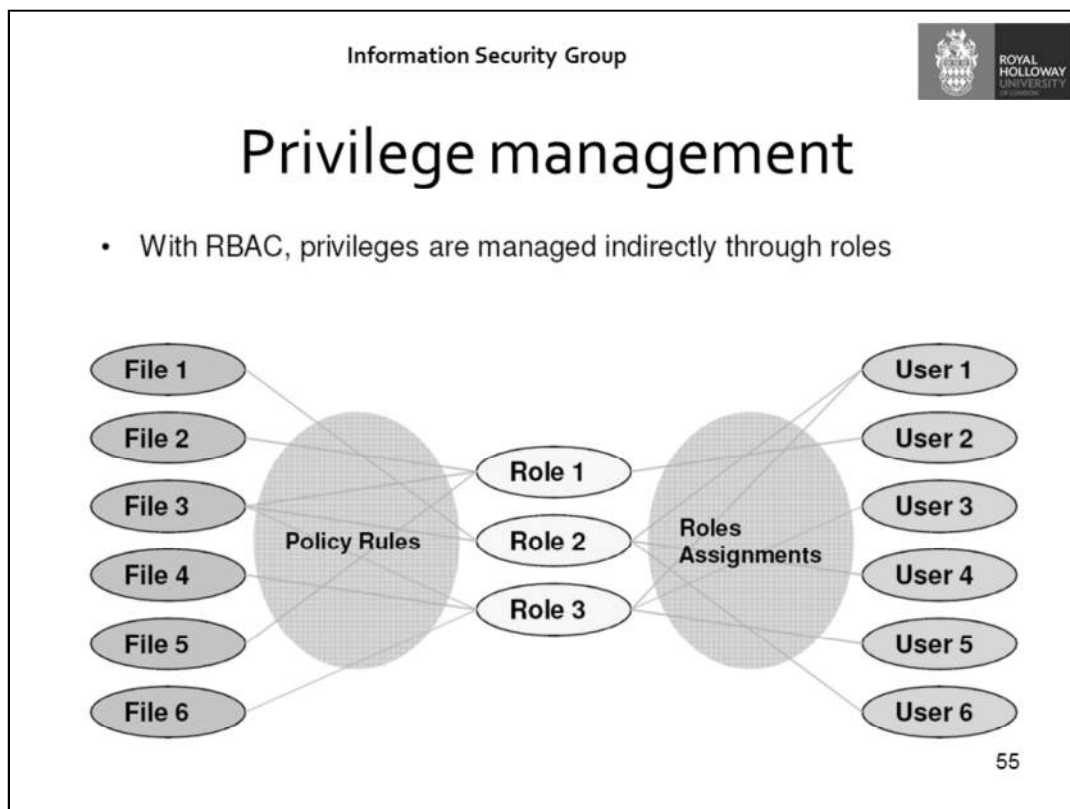 Information Security Group
ROYAL
HOLLOWAY
UNIVERSITY
OF LONDON
Privilege management
• With RBAC, privileges are managed indirectly through roles
File 1
File 2
File 3
File 4
File 5
File 6
Policy Rules
Role 1
Role 2
Role 3
Roles
Assignments
User 1
User 2
User 3
User 4
User 5
User 6
55